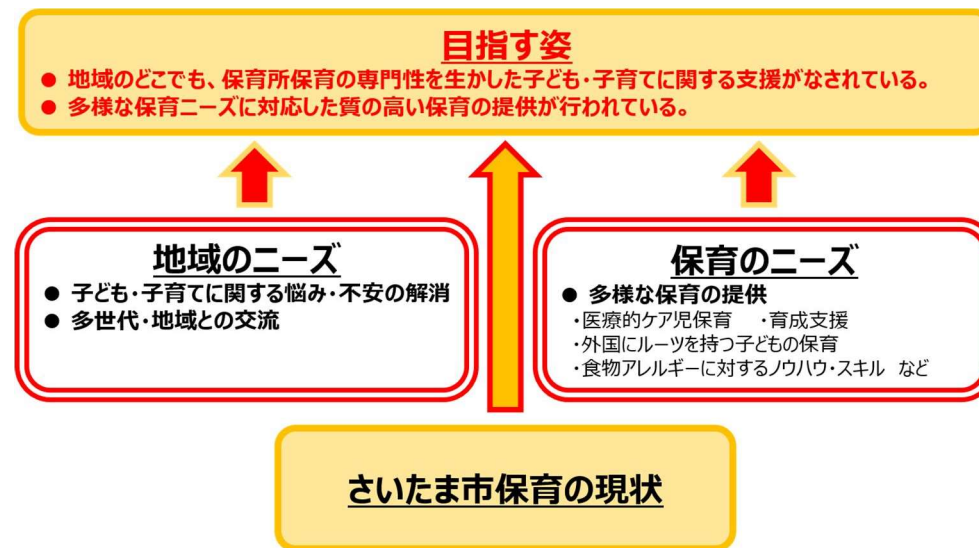 目指す姿
● 地域のどこでも、保育所保育の専門性を生かした子ども・子育てに関する支援がなされている。
● 多様な保育ニーズに対応した質の高い保育の提供が行われている。
地域のニーズ
● 子ども・子育てに関する悩み・不安の解消
● 多世代・地域との交流
保育のニーズ
● 多様な保育の提供
・医療的ケア児保育　・育成支援
・外国にルーツを持つ子どもの保育
・食物アレルギーに対するノウハウ・スキル など
さいたま市保育の現状